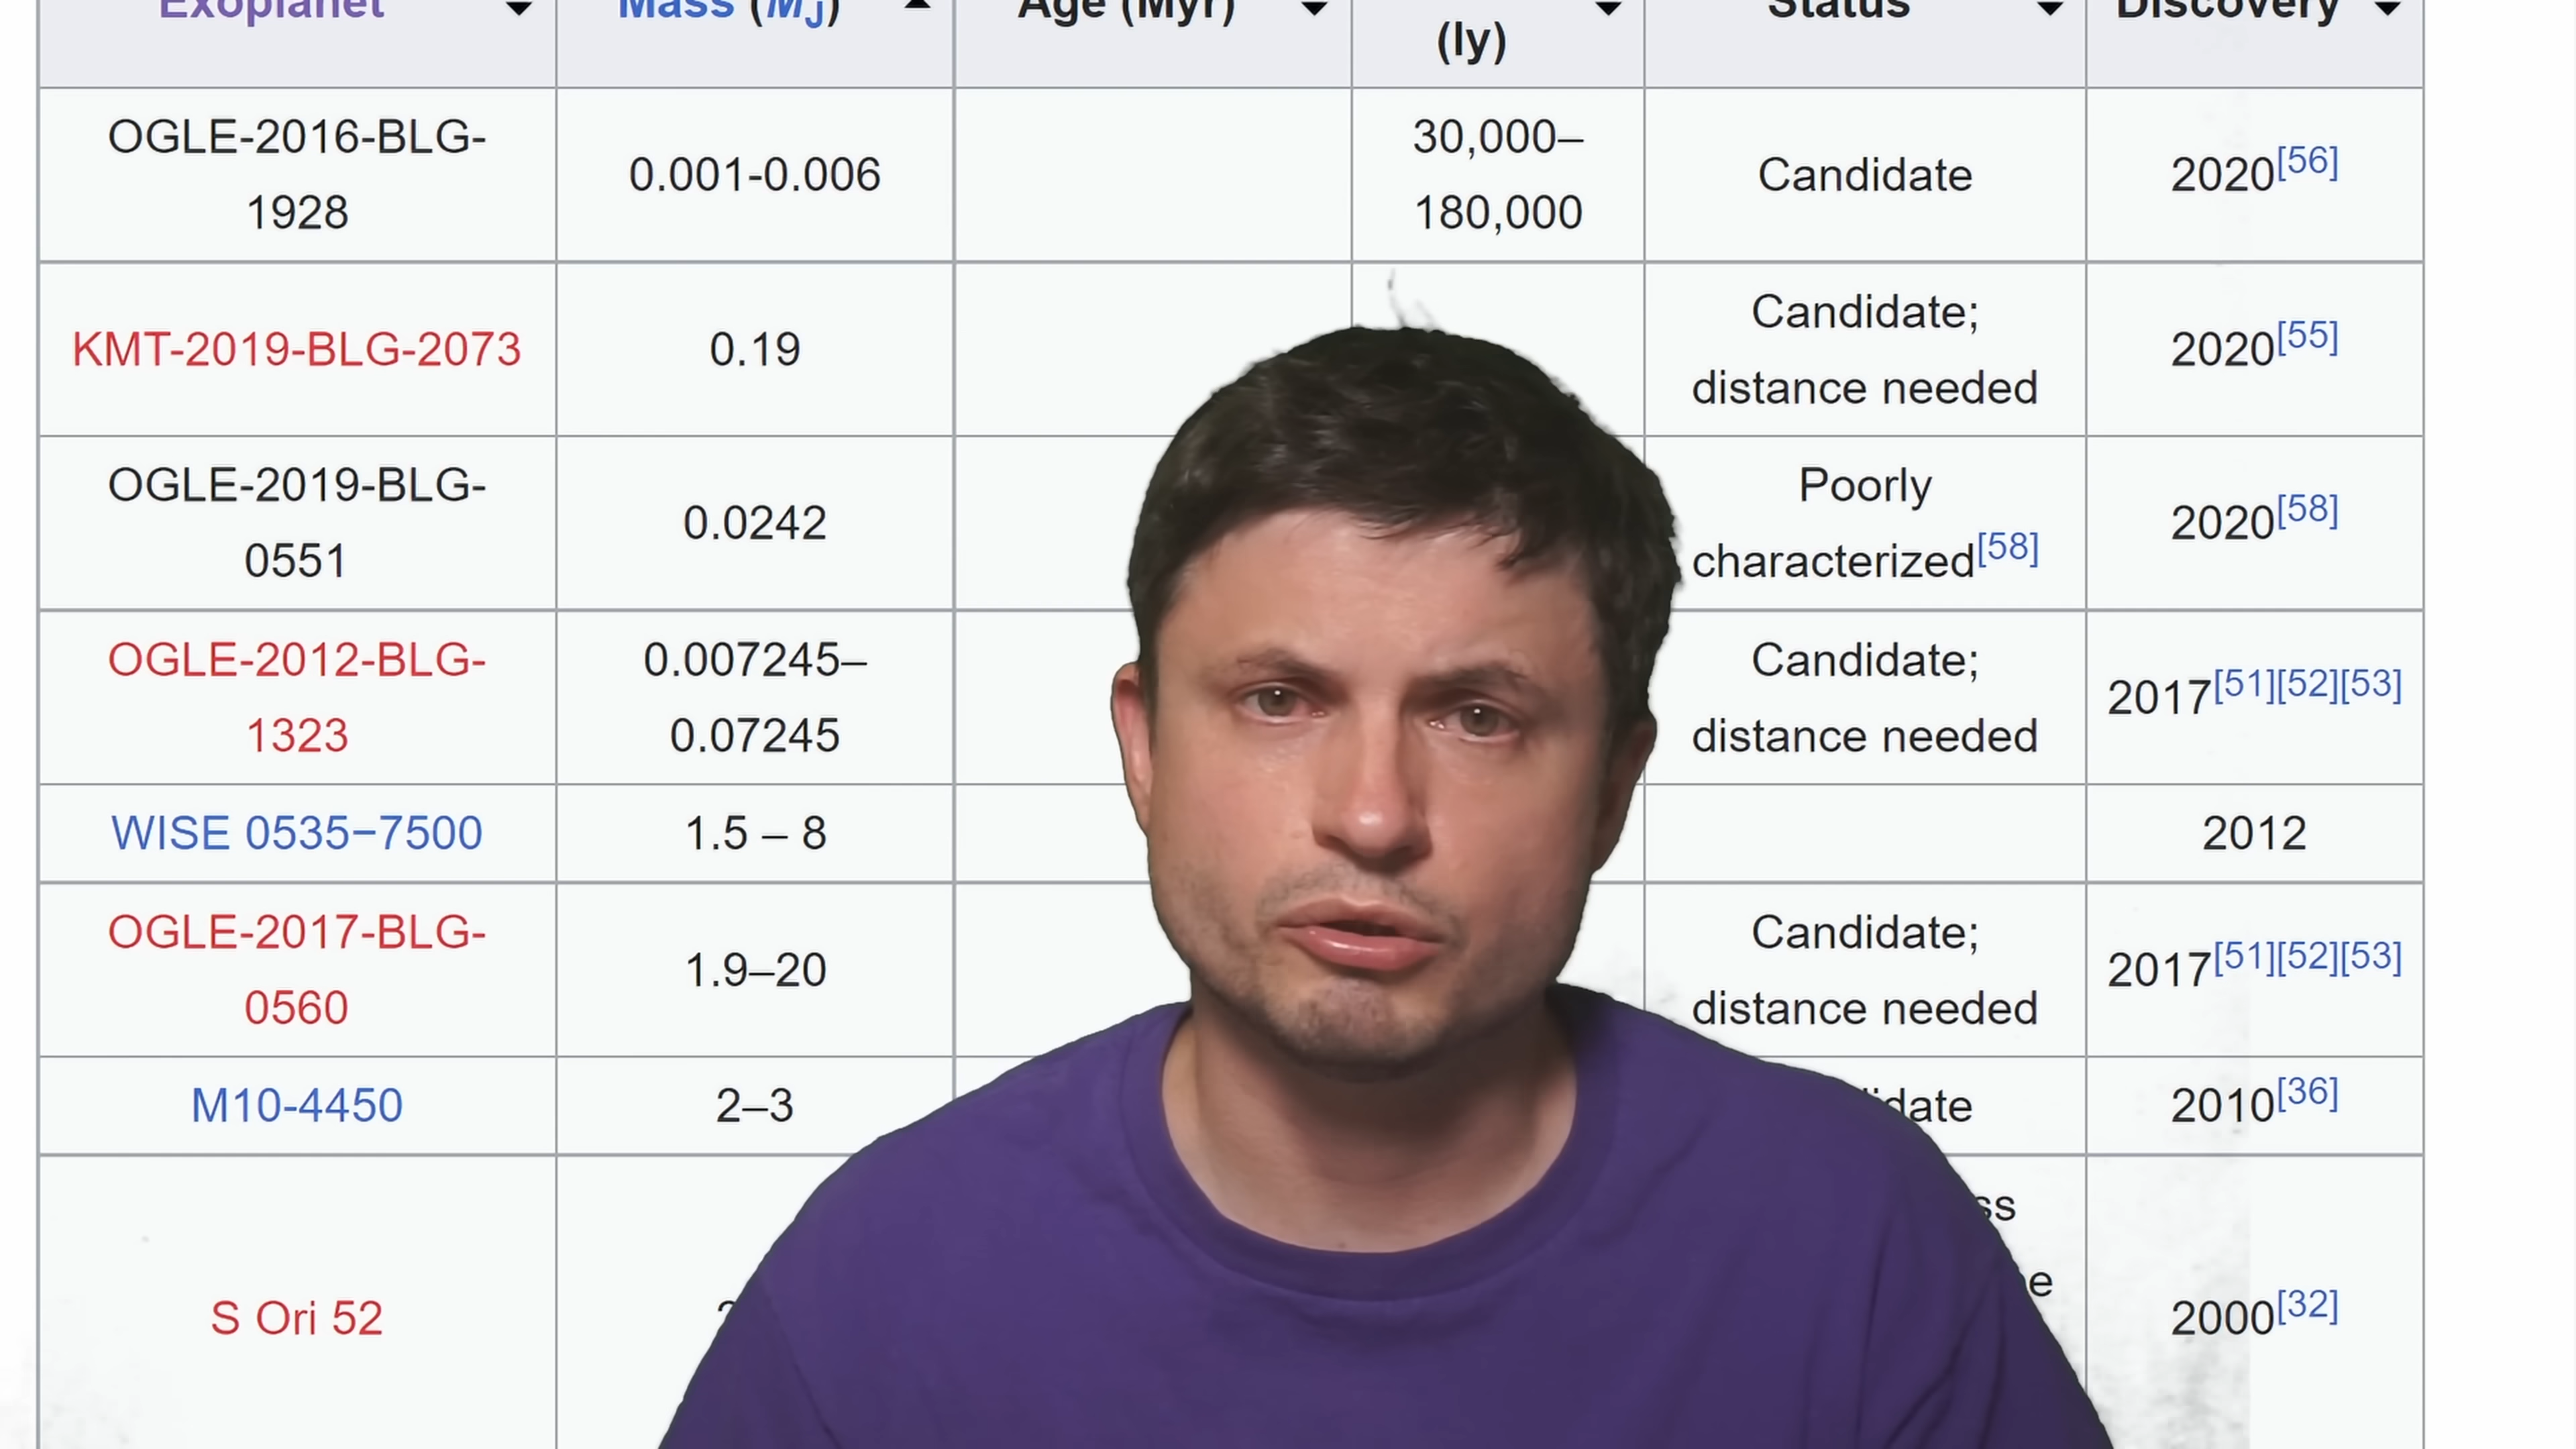 Exoplanet Mass (MJ) Age (Myr) (ly) Status Discovery
OGLE-2016-BLG-
1928
0.001-0.006
30,000–
180,000
Candidate
2020[56]
KMT-2019-BLG-2073
0.19
Candidate;
distance needed
2020[55]
OGLE-2019-BLG-
0551
0.0242
Poorly
characterized[58]
2020[58]
OGLE-2012-BLG-
1323
0.007245–
0.07245
Candidate;
distance needed
2017[51][52][53]
WISE 0535−7500
1.5 – 8
2012
OGLE-2017-BLG-
0560
1.9–20
Candidate;
distance needed
2017[51][52][53]
M10-4450
2–3
2010[36]
S Ori 52
2000[32]